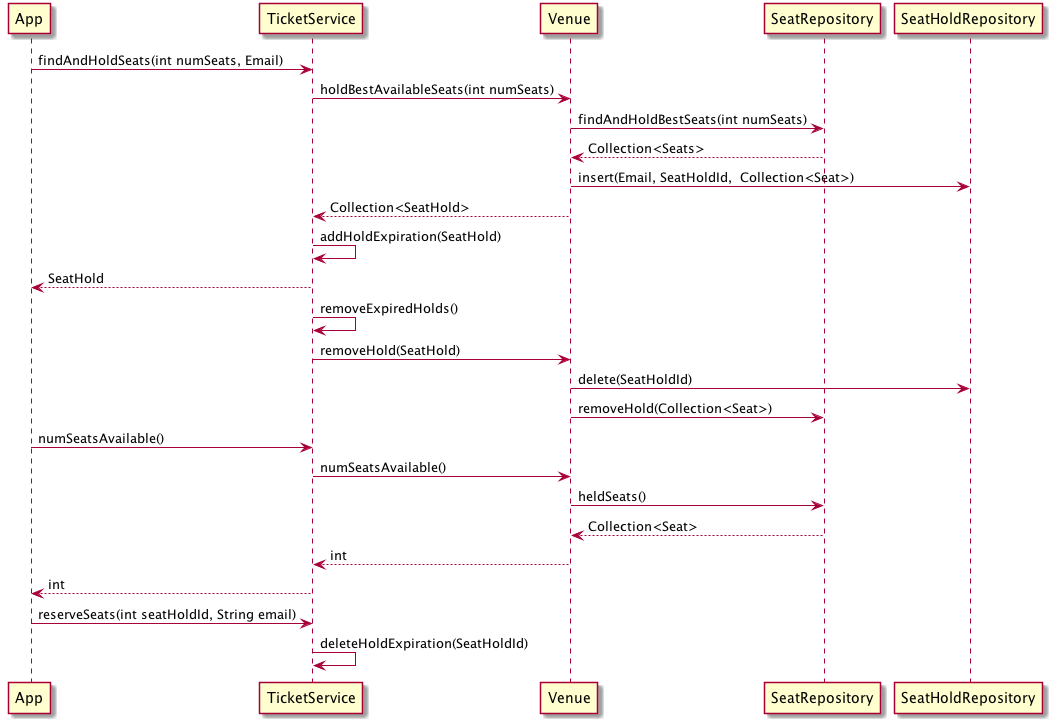 App
TicketService
Venue
SeatRepository
SeatHoldRepository
findAndHoldSeats(int numSeats, Email)
holdBestAvailableSeats(int numSeats)
findAndHoldBestSeats(int numSeats)
Collection<Seats>
insert(Email, SeatHoldId,  Collection<Seat>)
Collection<SeatHold>
addHoldExpiration(SeatHold)
SeatHold
removeExpiredHolds()
removeHold(SeatHold)
delete(SeatHoldId)
removeHold(Collection<Seat>)
numSeatsAvailable()
numSeatsAvailable()
heldSeats()
Collection<Seat>
int
int
reserveSeats(int seatHoldId, String email)
deleteHoldExpiration(SeatHoldId)
App
TicketService
Venue
SeatRepository
SeatHoldRepository